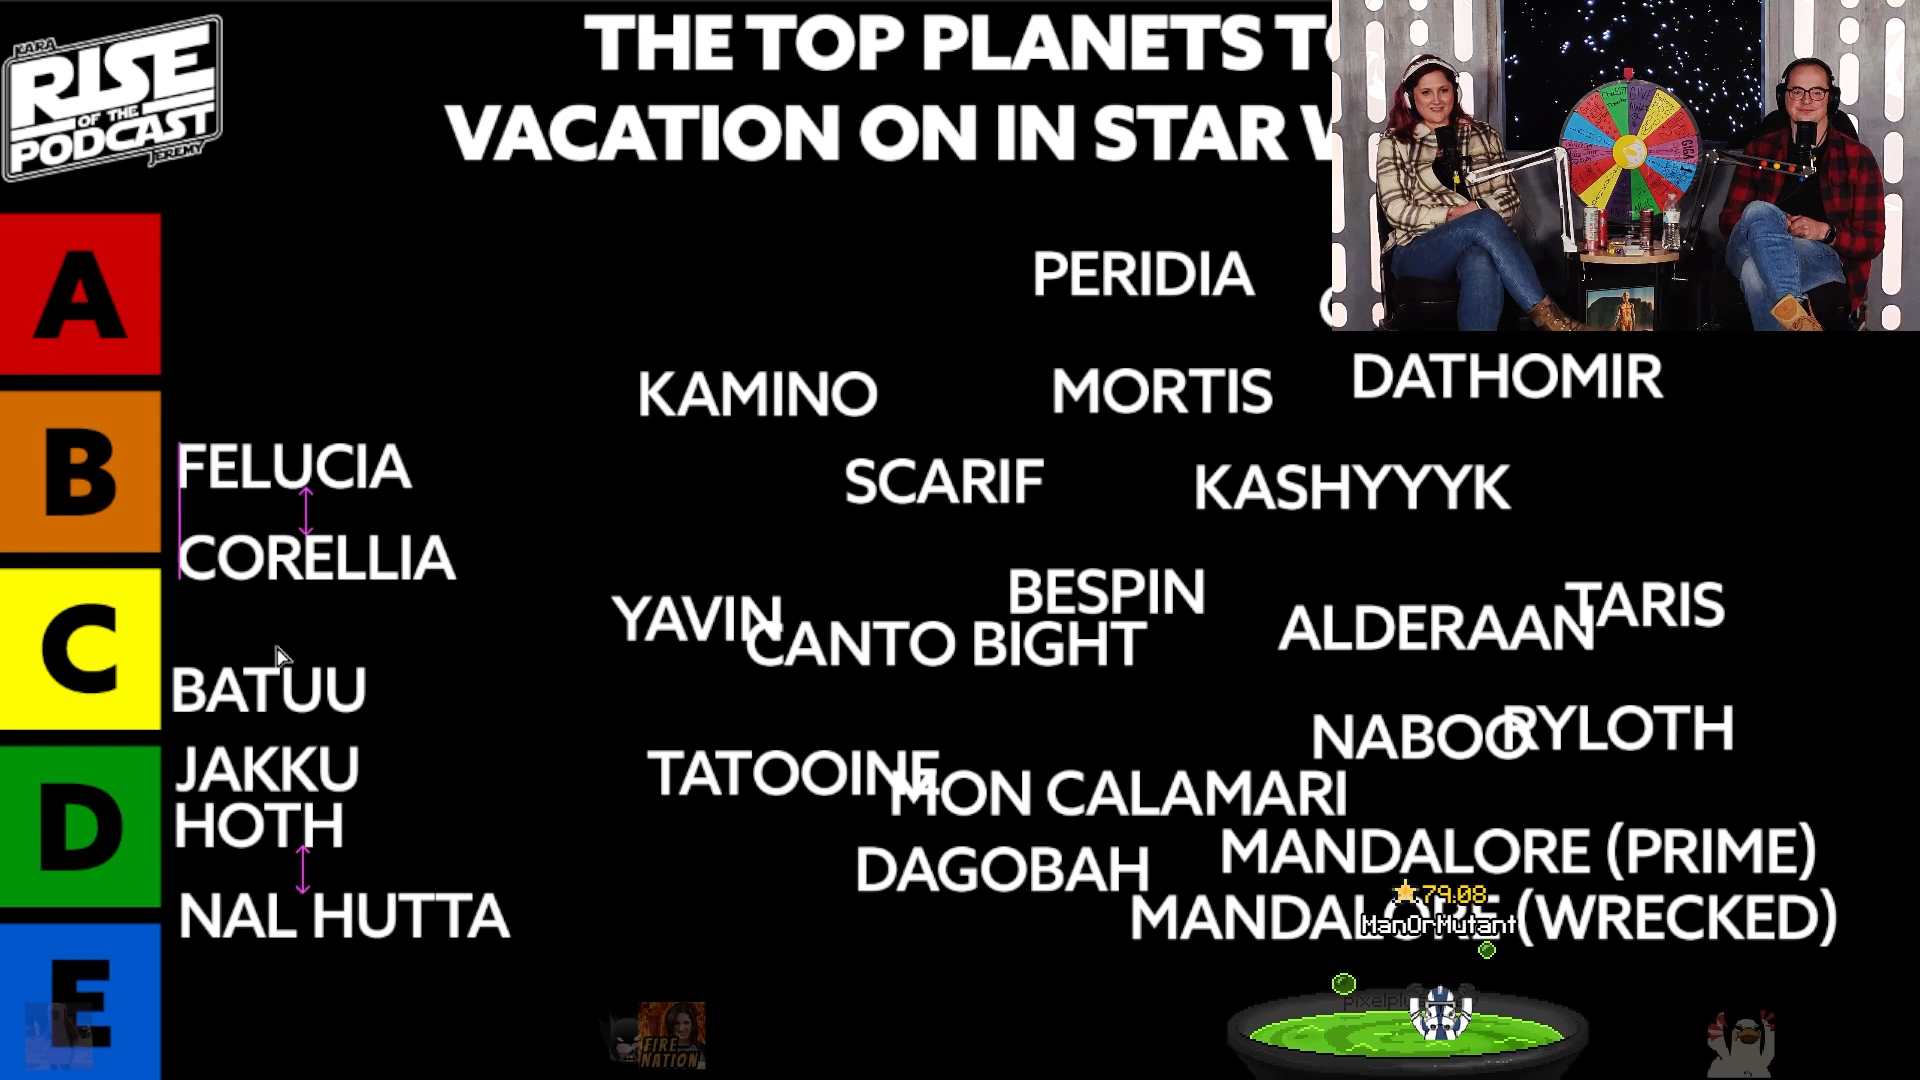 KARA
RISE
OF THE
PODCAST
JEREMY
THE TOP PLANETS TO
VACATION ON IN STAR W
A
PERIDIA
B
KAMINO
MORTIS
DATHOMIR
FELUCIA
SCARIF
KASHYYYK
CORELLIA
C
YAVIN
BESPIN
CANTO BIGHT
ALDERAAN
TARIS
BATUU
NABOO
RYLOTH
D
JAKKU
TATOOINE
MON CALAMARI
HOTH
DAGOBAH
MANDALORE (PRIME)
NAL HUTTA
MANDALORE (WRECKED)
79.08
ManOrMutant
E
FIRE
NATION